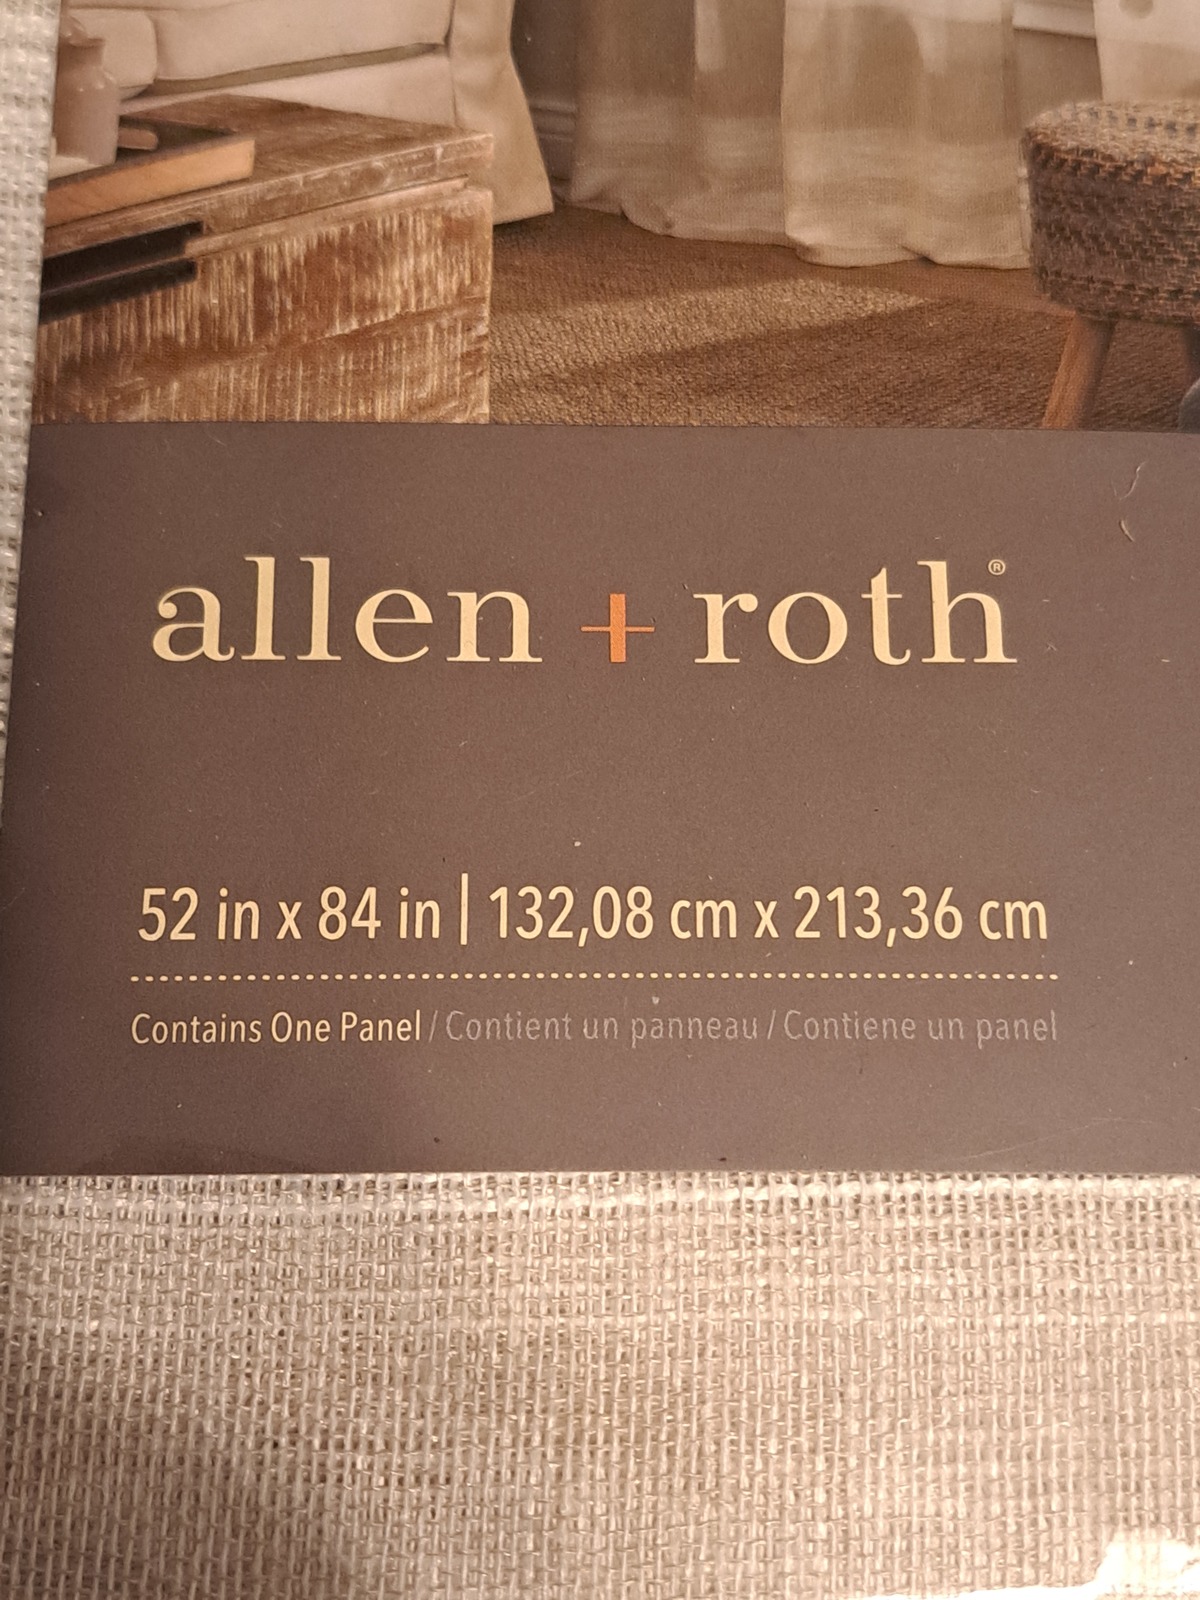 allen + roth®
52 in x 84 in | 132,08 cm x 213,36 cm
Contains One Panel / Contient un panneau / Contiene un panel